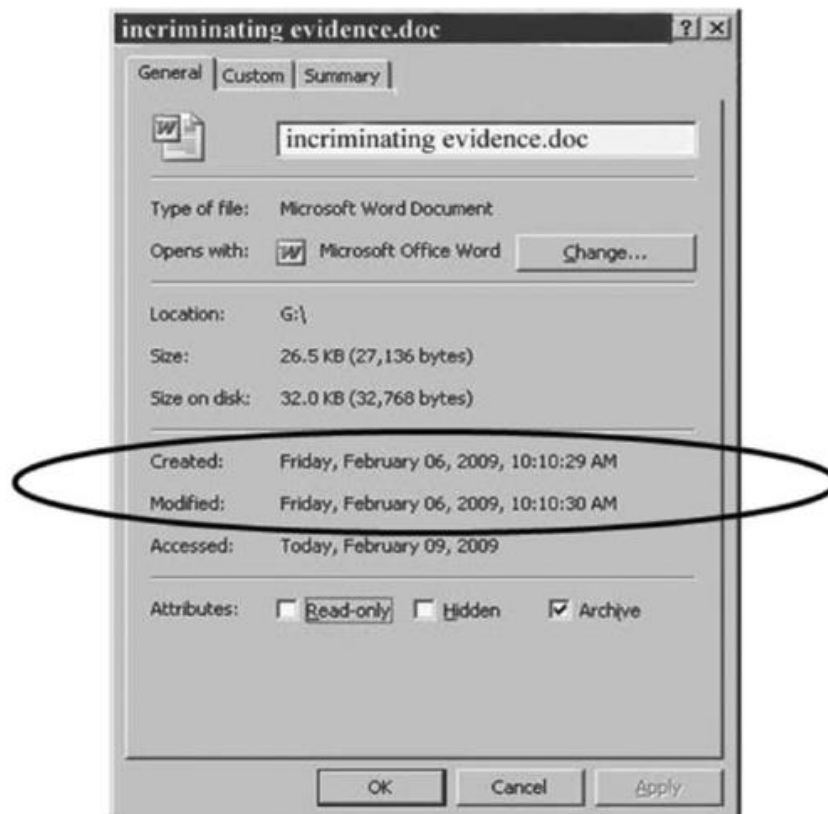 incriminating evidence.doc ? X
General Custom Summary
W incriminating evidence.doc
Type of file: Microsoft Word Document
Opens with: W Microsoft Office Word Change...
Location: G:\
Size: 26.5 KB (27,136 bytes)
Size on disk: 32.0 KB (32,768 bytes)
Created: Friday, February 06, 2009, 10:10:29 AM
Modified: Friday, February 06, 2009, 10:10:30 AM
Accessed: Today, February 09, 2009
Attributes: Read-only Hidden Archive
OK Cancel Apply